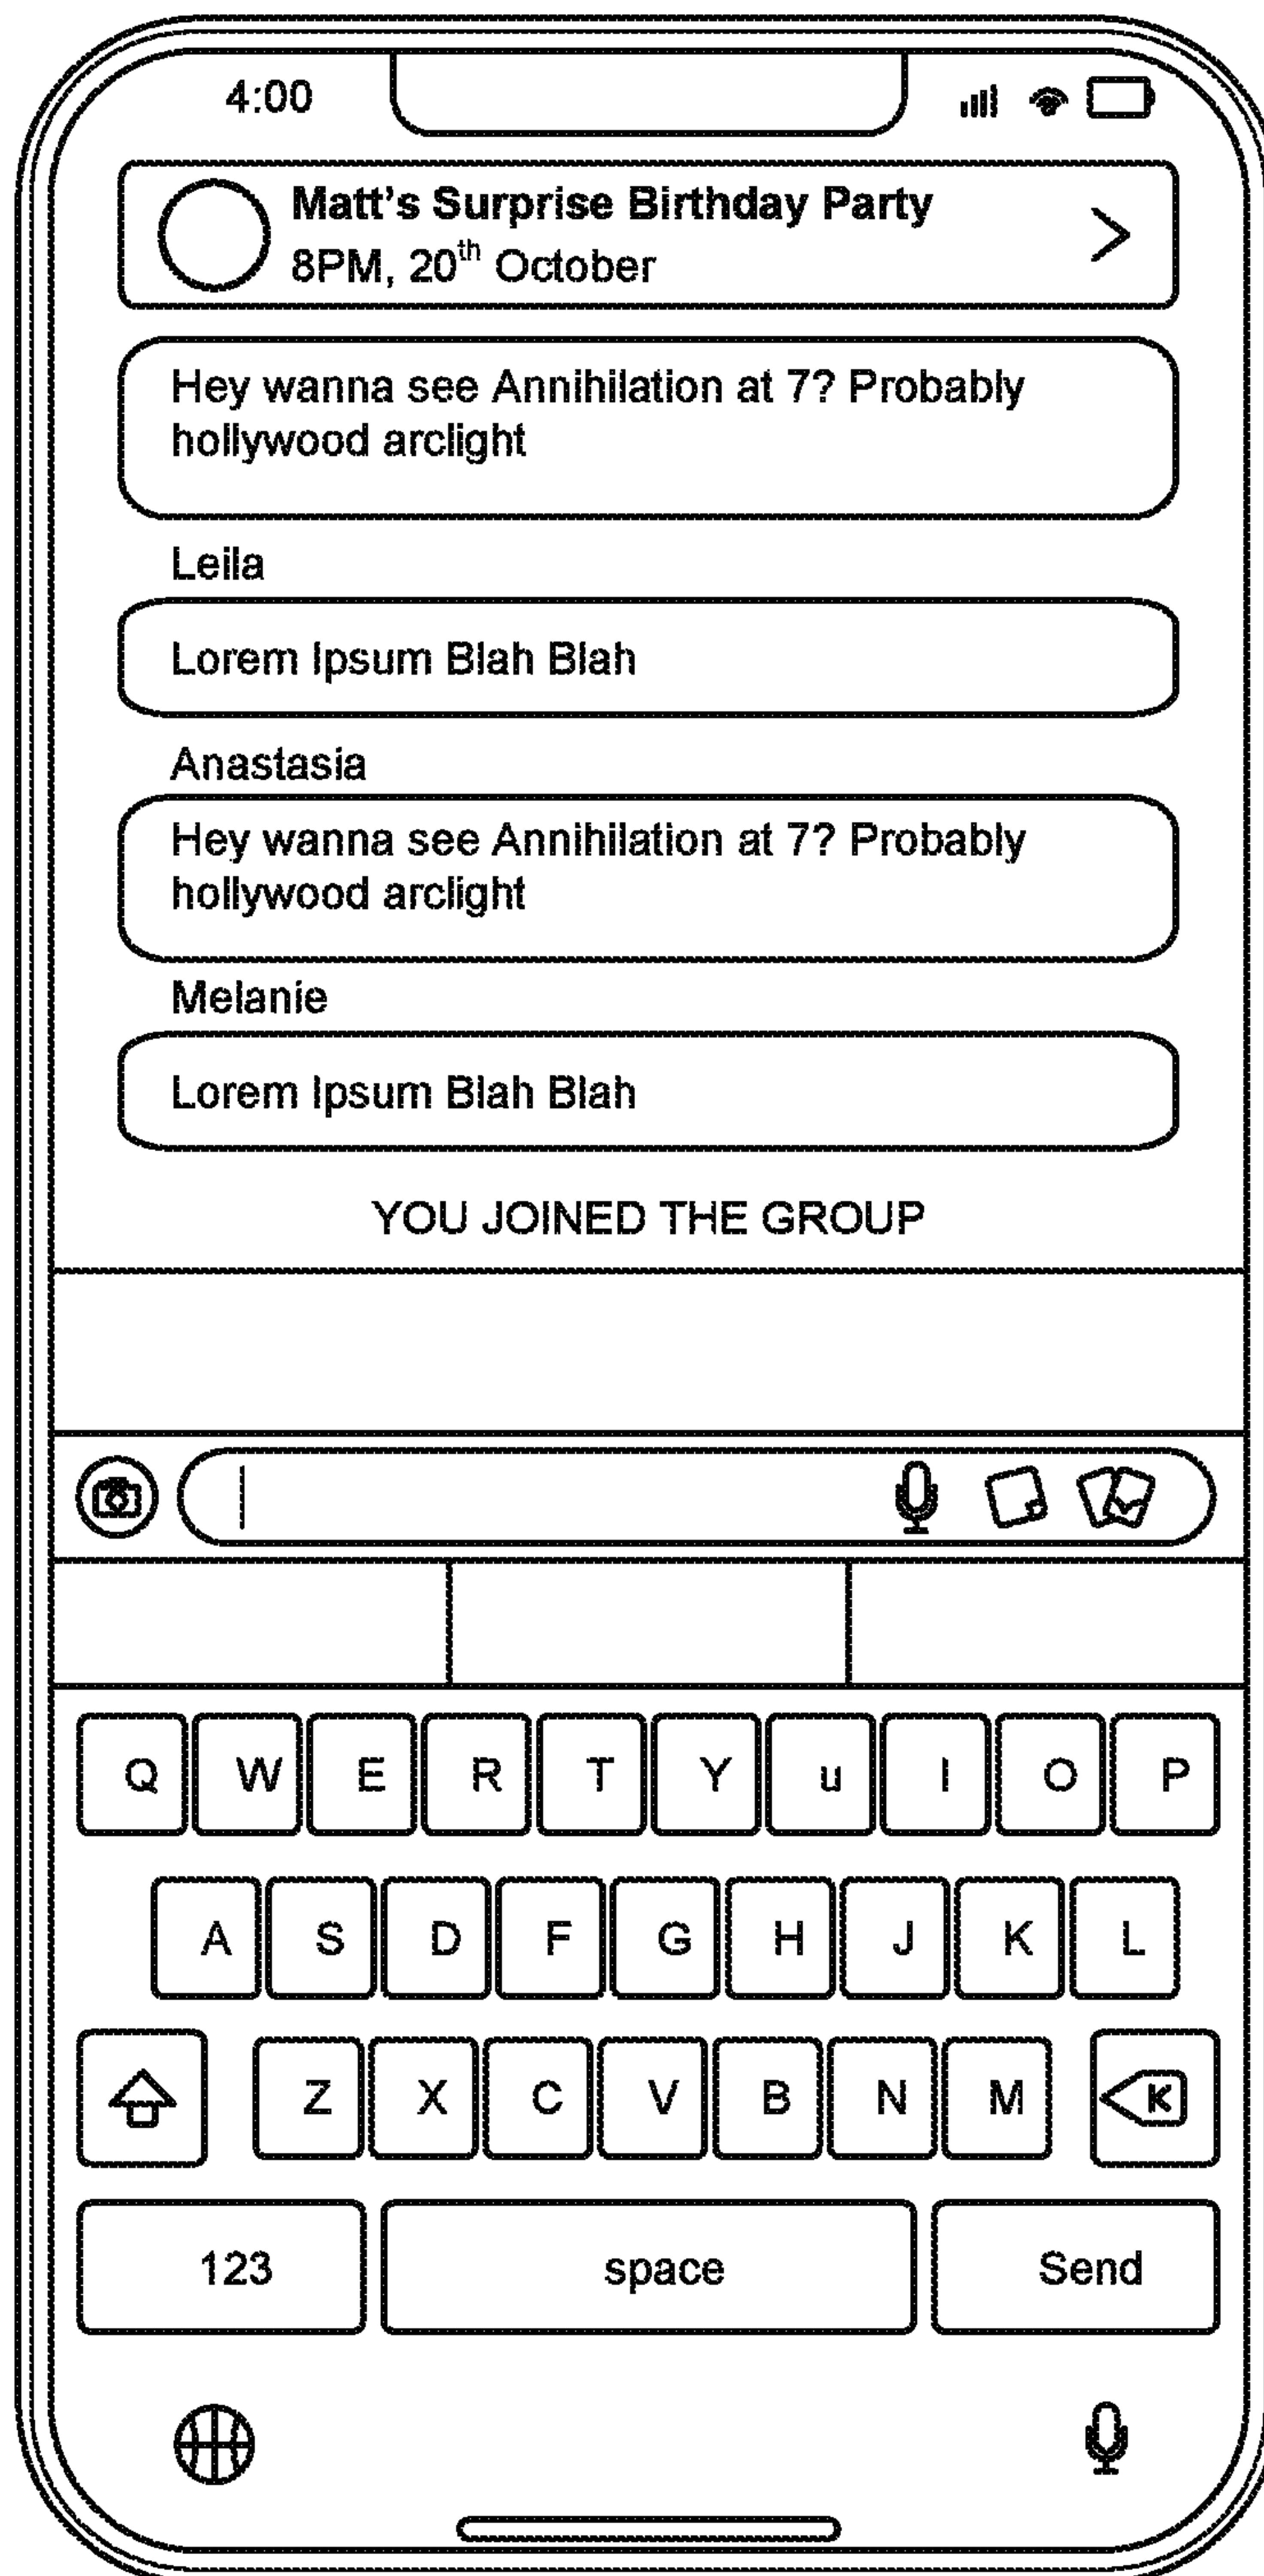 4:00
Matt's Surprise Birthday Party
8PM, 20th October
Hey wanna see Annihilation at 7? Probably
hollywood arclight
Leila
Lorem Ipsum Blah Blah
Anastasia
Hey wanna see Annihilation at 7? Probably
hollywood arclight
Melanie
Lorem Ipsum Blah Blah
YOU JOINED THE GROUP
Q W E R T Y u I O P
A S D F G H J K L
Z X C V B N M K
123 space Send